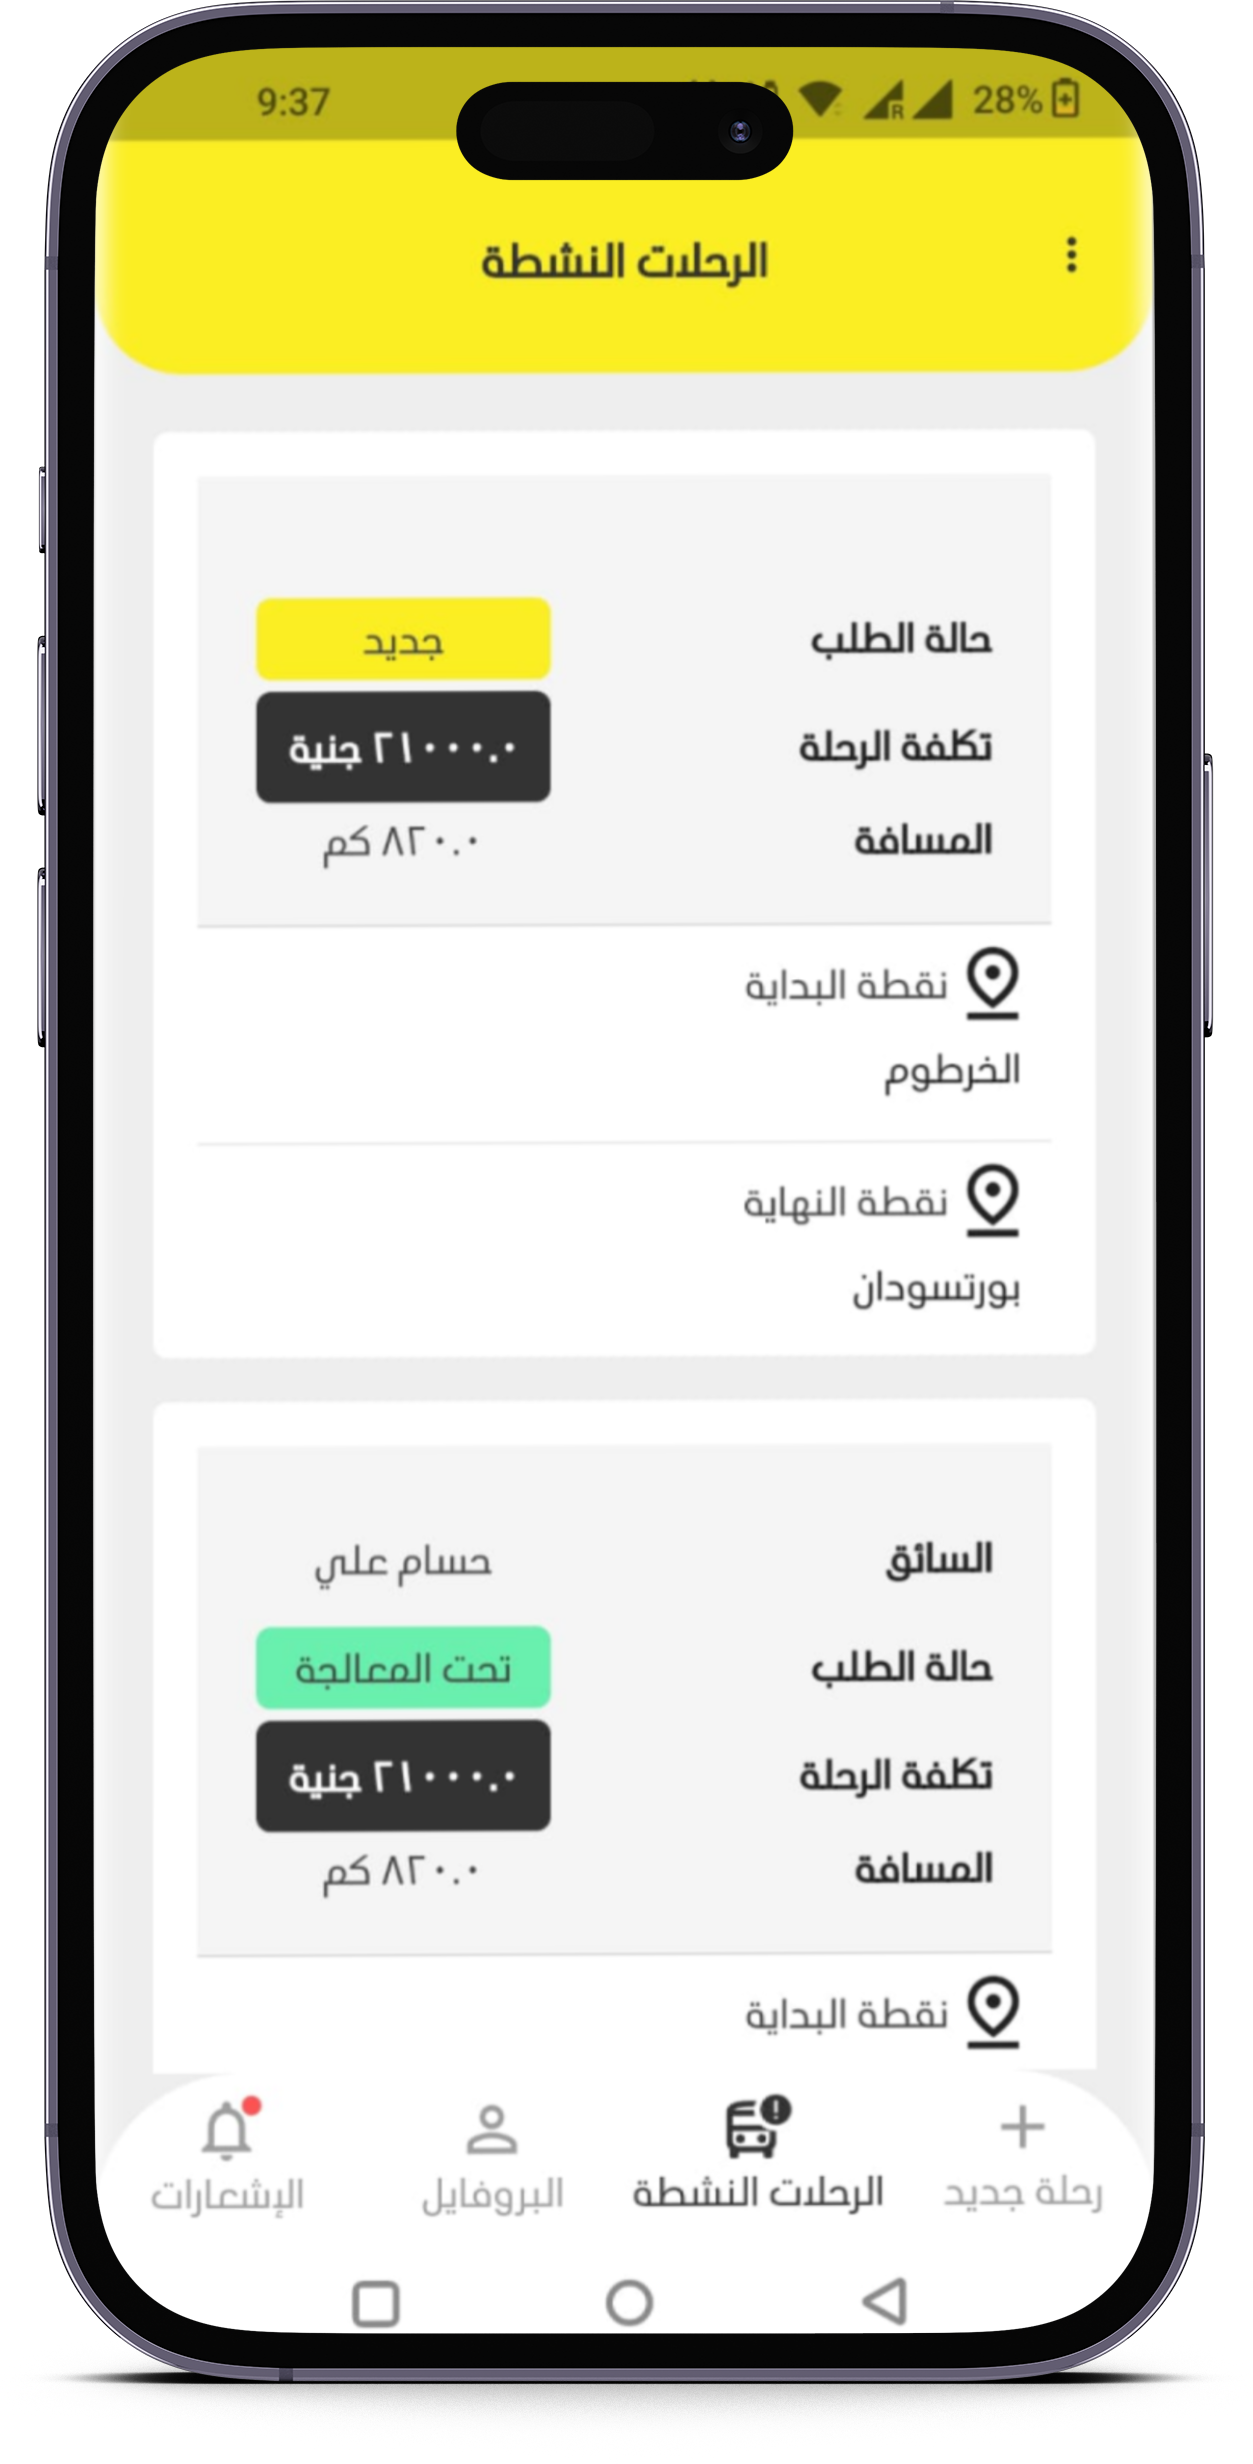 9:37
R
28%
الرحلات النشطة
حالة الطلب
جديد
تكلفة الرحلة
٢١٠٠٠.٠ جنية
المسافة
٨٢٠.٠ كم
نقطة البداية
الخرطوم
نقطة النهاية
بورتسودان
السائق
حسام علي
حالة الطلب
تحت المعالجة
تكلفة الرحلة
٢١٠٠٠.٠ جنية
المسافة
٨٢٠.٠ كم
نقطة البداية
رحلة جديد
الرحلات النشطة
البروفايل
الإشعارات